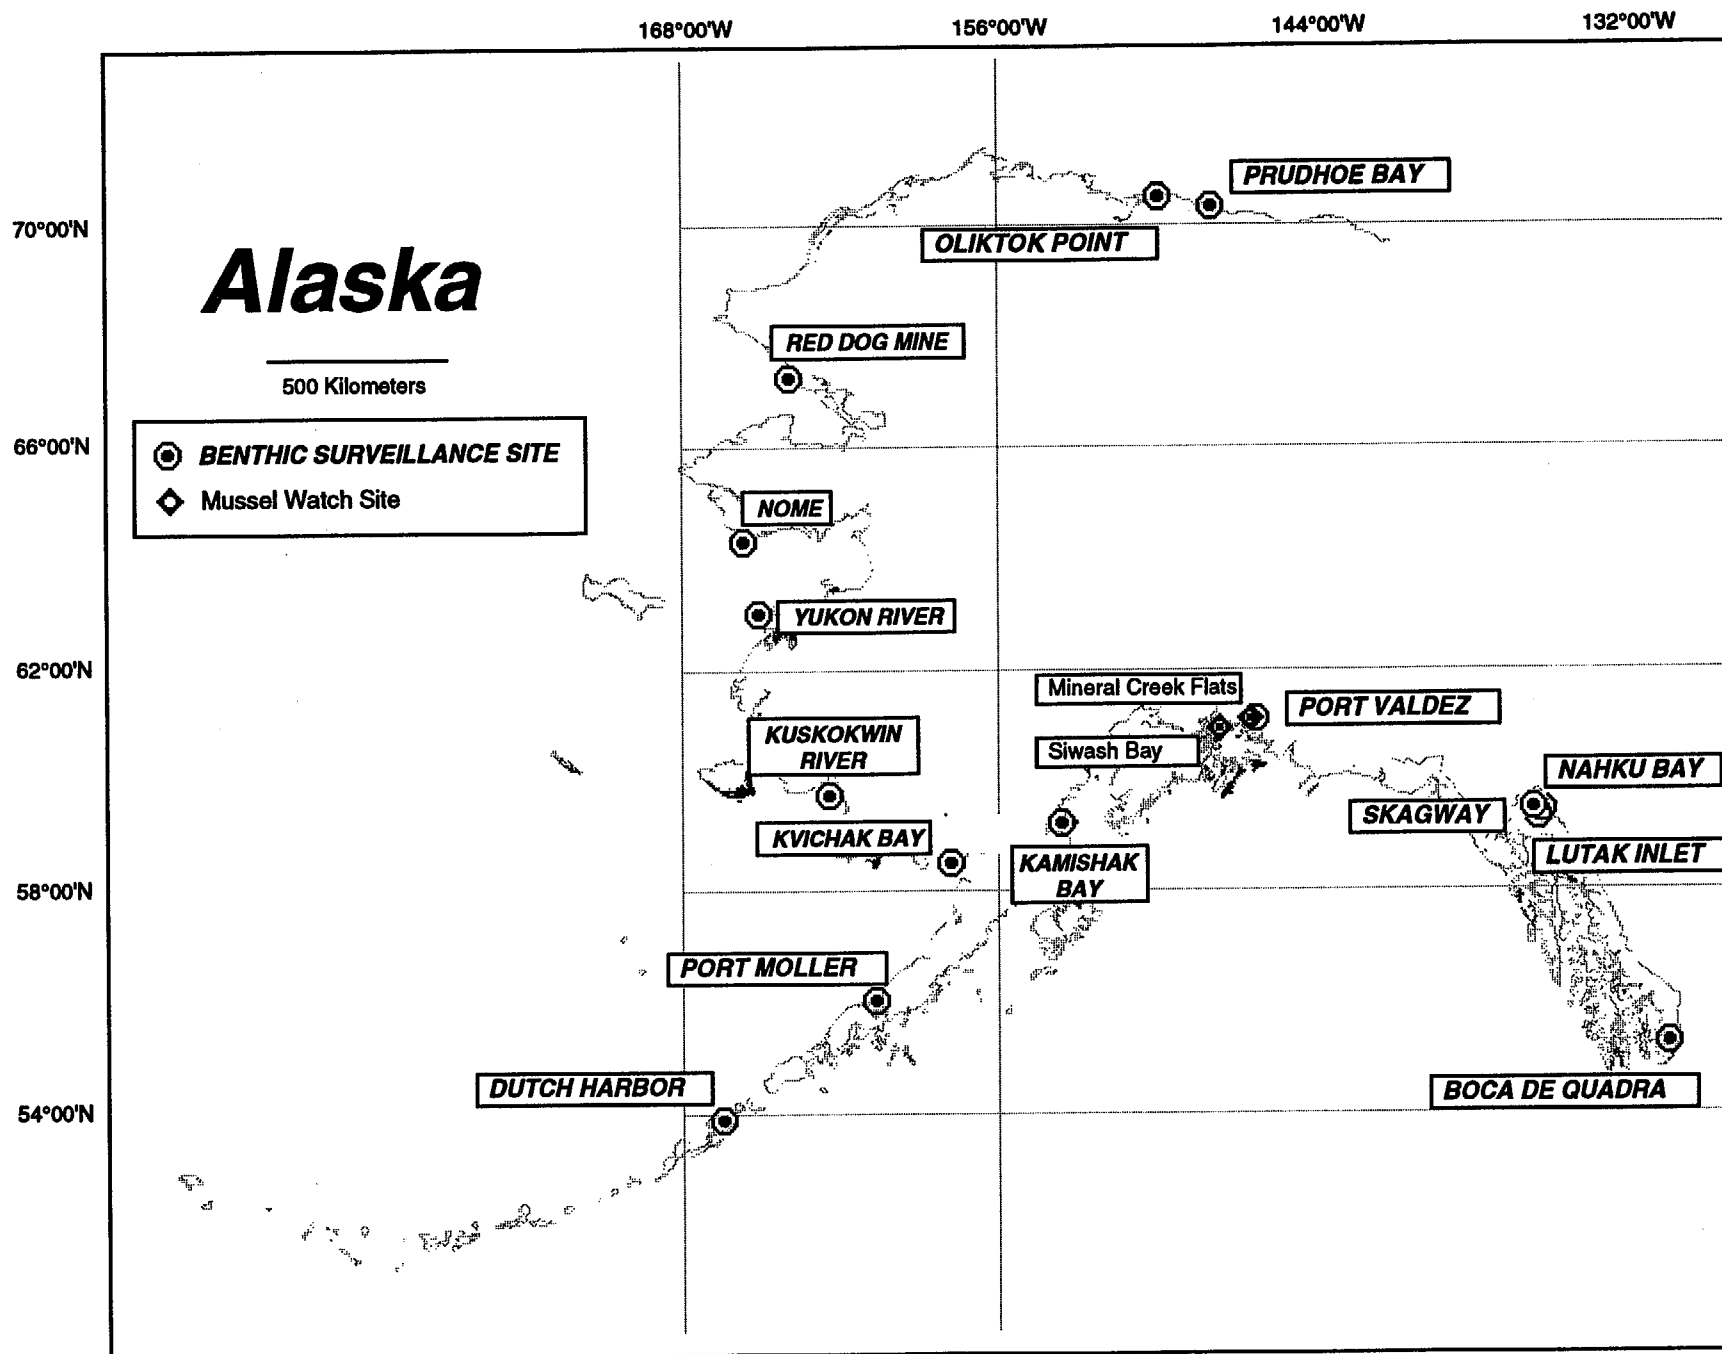 168°00'W 156°00'W 144°00'W 132°00'W
PRUDHOE BAY
70°00'N
OLIKTOK POINT
Alaska
RED DOG MINE
500 Kilometers
66°00'N
BENTHIC SURVEILLANCE SITE
Mussel Watch Site
NOME
YUKON RIVER
62°00'N
Mineral Creek Flats
PORT VALDEZ
KUSKOKWIN
RIVER
Siwash Bay
NAHKU BAY
SKAGWAY
KVICHAK BAY
LUTAK INLET
KAMISHAK
BAY
58°00'N
PORT MOLLER
DUTCH HARBOR
BOCA DE QUADRA
54°00'N